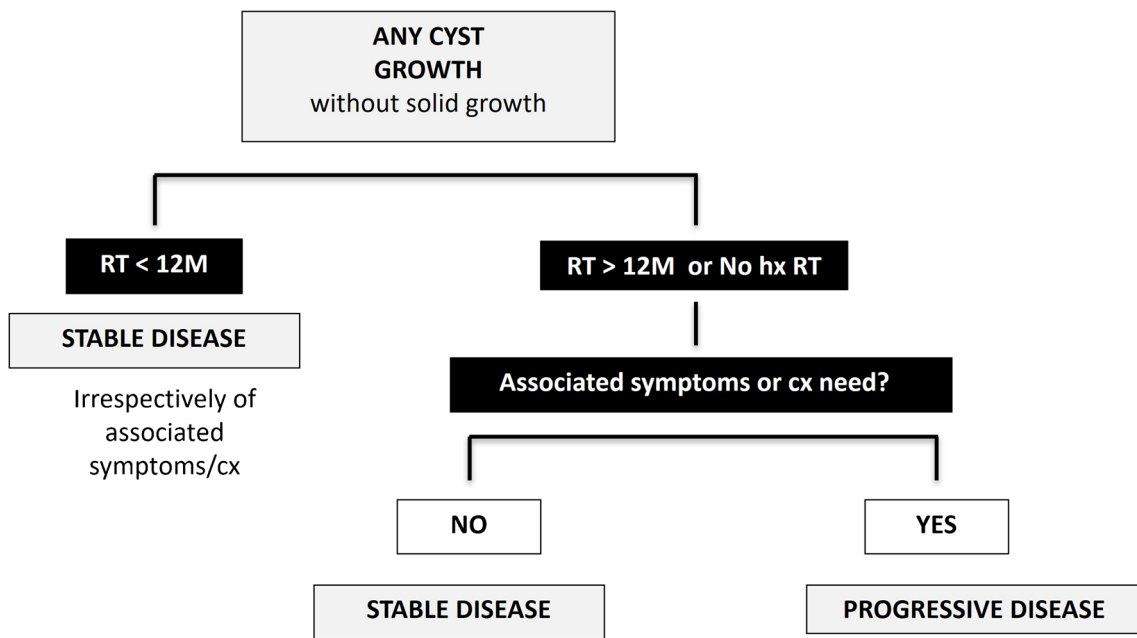 ANY CYST
GROWTH
without solid growth
RT < 12M
RT > 12M or No hx RT
STABLE DISEASE
Associated symptoms or cx need?
Irrespectively of
associated
symptoms/cx
NO
YES
STABLE DISEASE
PROGRESSIVE DISEASE